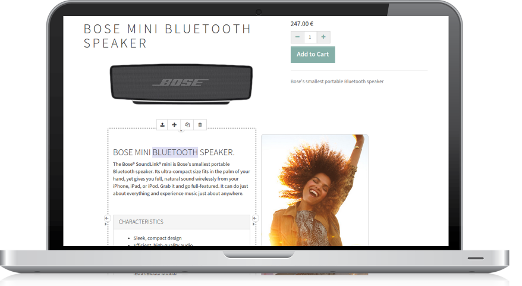 BOSE MINI BLUETOOTH
SPEAKER
247.00 €
− 1 +
Add to Cart
Bose's smallest portable Bluetooth speaker
BOSE
BOSE MINI BLUETOOTH SPEAKER
The Bose® SoundLink® mini is Bose's smallest portable
Bluetooth speaker. Its ultra-compact size fits in the palm of your
hand, yet gives you full, natural sound wirelessly from your
iPhone, iPad, or iPod. Grab it and go full-featured. It can do just
about everything and experience music just about anywhere.
CHARACTERISTICS
Sleek, compact design